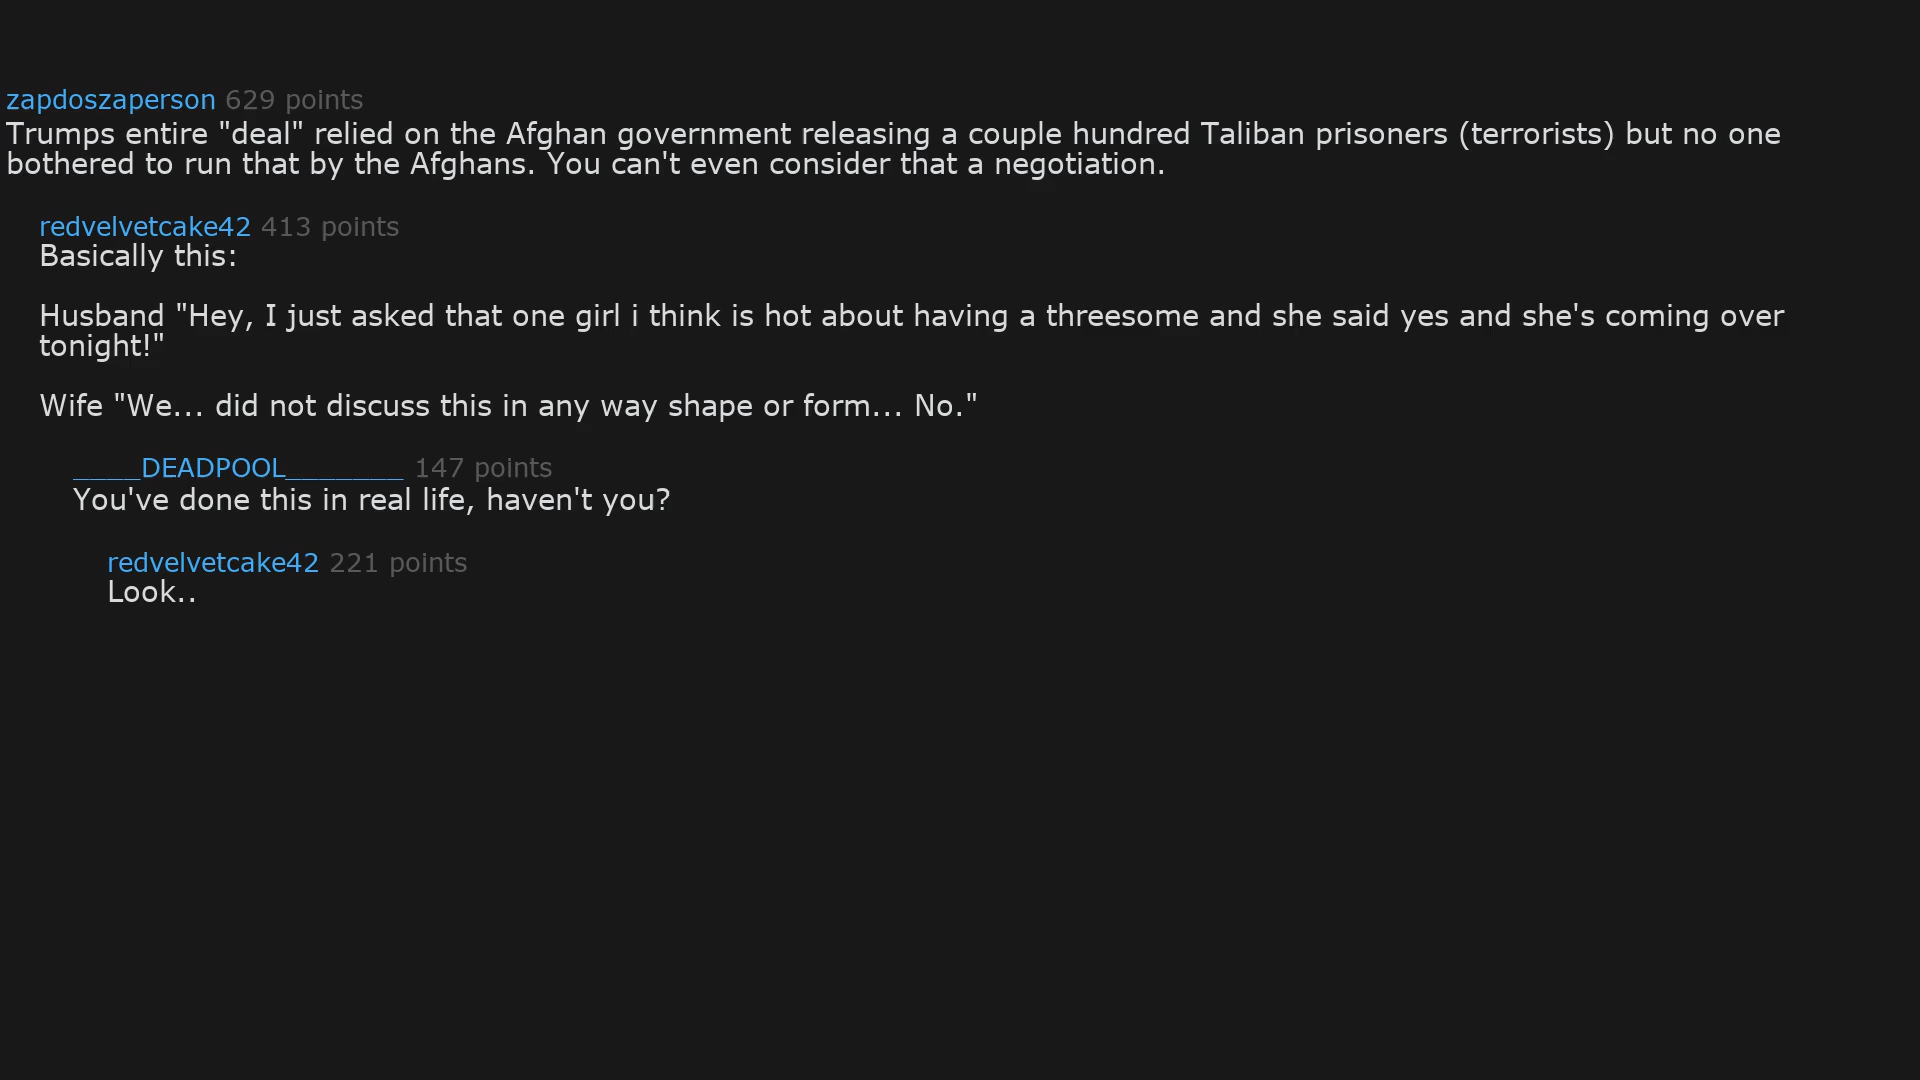 zapdoszaperson 629 points
Trumps entire "deal" relied on the Afghan government releasing a couple hundred Taliban prisoners (terrorists) but no one
bothered to run that by the Afghans. You can't even consider that a negotiation.
redvelvetcake42 413 points
Basically this:
Husband "Hey, I just asked that one girl i think is hot about having a threesome and she said yes and she's coming over
tonight!"
Wife "We... did not discuss this in any way shape or form... No."
____DEADPOOL_______ 147 points
You've done this in real life, haven't you?
redvelvetcake42 221 points
Look..